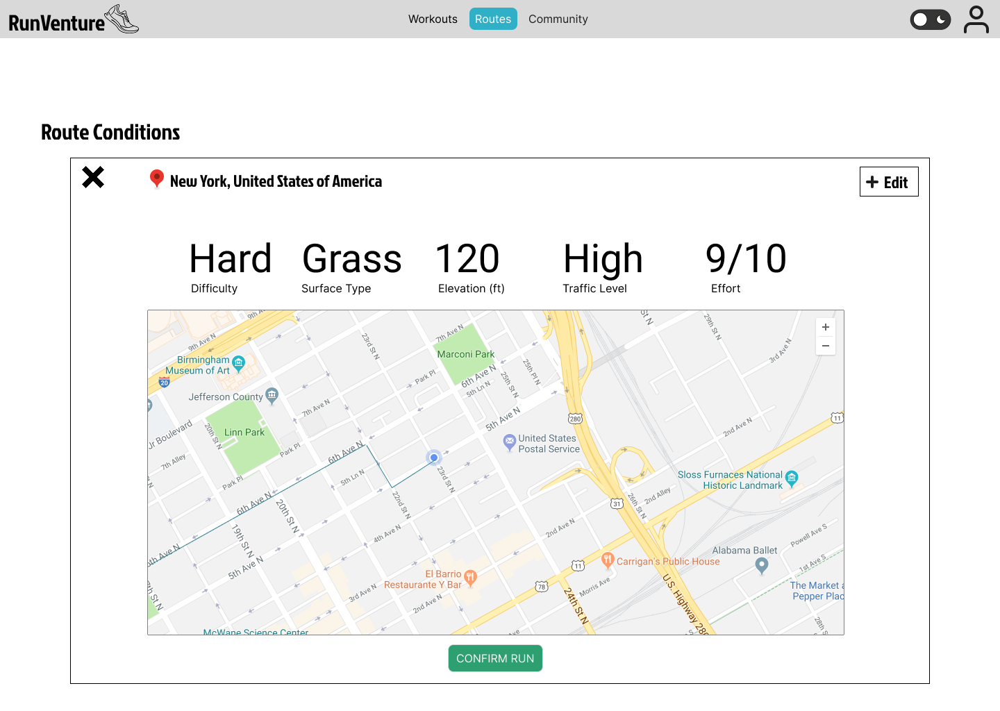 RunVenture
Workouts
Routes
Community
Route Conditions
New York, United States of America
+ Edit
Hard
Difficulty
Grass
Surface Type
120
Elevation (ft)
High
Traffic Level
9/10
Effort
9th Ave N
9th Ave N
Birmingham
Museum of Art
20
Jefferson County
7th Ave N
Marconi Park
6th Ave N
Park Pl
5th Ln N
23rd St N
25th St N
25th Pl N
St N
29th St N
3rd Ave N
+
−
Jr Boulevard
20th St N
Linn Park
7th Ave N
7th Alley
Park Pl
Park Pl
6th Ave N
5th Ave N
280
11
2nd Ave N
United States
Postal Service
5th Ln N
23rd St N
22nd St N
Sloss Furnaces National
Historic Landmark
2nd Alley
26th St N
31
6th Ave N
20th St N
19th St N
4th Ave N
2nd Ave N
Powell Ave S
Alabama Ballet
1st Ave S
6th Ave N
5th Ave N
El Barrio
Restaurante Y Bar
11
Carrigan's Public House
78
Morris Ave
The Market
Pepper Plac
3rd Ave N
2nd Ave N
24th St N
U.S. Highway 280
28th St
McWane Science Center
CONFIRM RUN